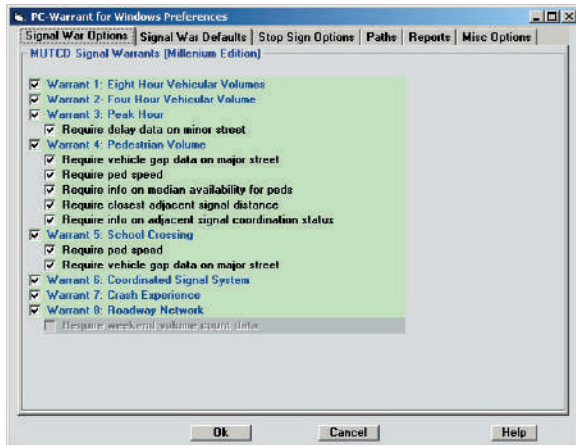 PC-Warrant for Windows Preferences
Signal War Options Signal War Defaults Stop Sign Options Paths Reports Misc Options
MUTCD Signal Warrants (Millenium Edition)
Warrant 1: Eight Hour Vehicular Volumes
Warrant 2- Four Hour Vehicular Volume
Warrant 3: Peak Hour
Require delay data on minor street
Warrant 4: Pedestrian Volume
Require vehicle gap data on major street
Require ped speed
Require info on median availability for peds
Require closest adjacent signal distance
Require info on adjacent signal coordination status
Warrant 5: School Crossing
Require ped speed
Require vehicle gap data on major street
Warrant 6: Coordinated Signal System
Warrant 7: Crash Experience
Warrant 8: Roadway Network
Require weekend volume count data
Ok Cancel Help